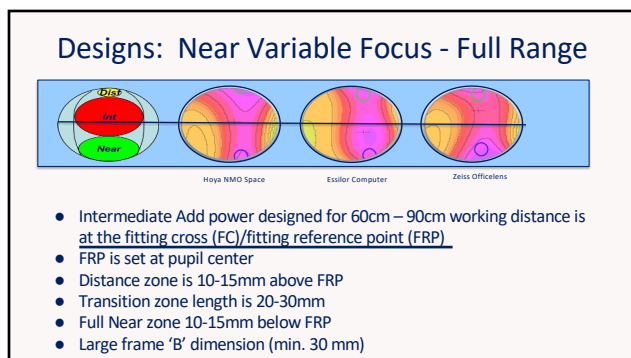 Designs: Near Variable Focus - Full Range
Dist
Int
Near
Hoya NMO Space
Essilor Computer
Zeiss Officelens
● Intermediate Add power designed for 60cm – 90cm working distance is
at the fitting cross (FC)/fitting reference point (FRP)
● FRP is set at pupil center
● Distance zone is 10-15mm above FRP
● Transition zone length is 20-30mm
● Full Near zone 10-15mm below FRP
● Large frame ‘B’ dimension (min. 30 mm)